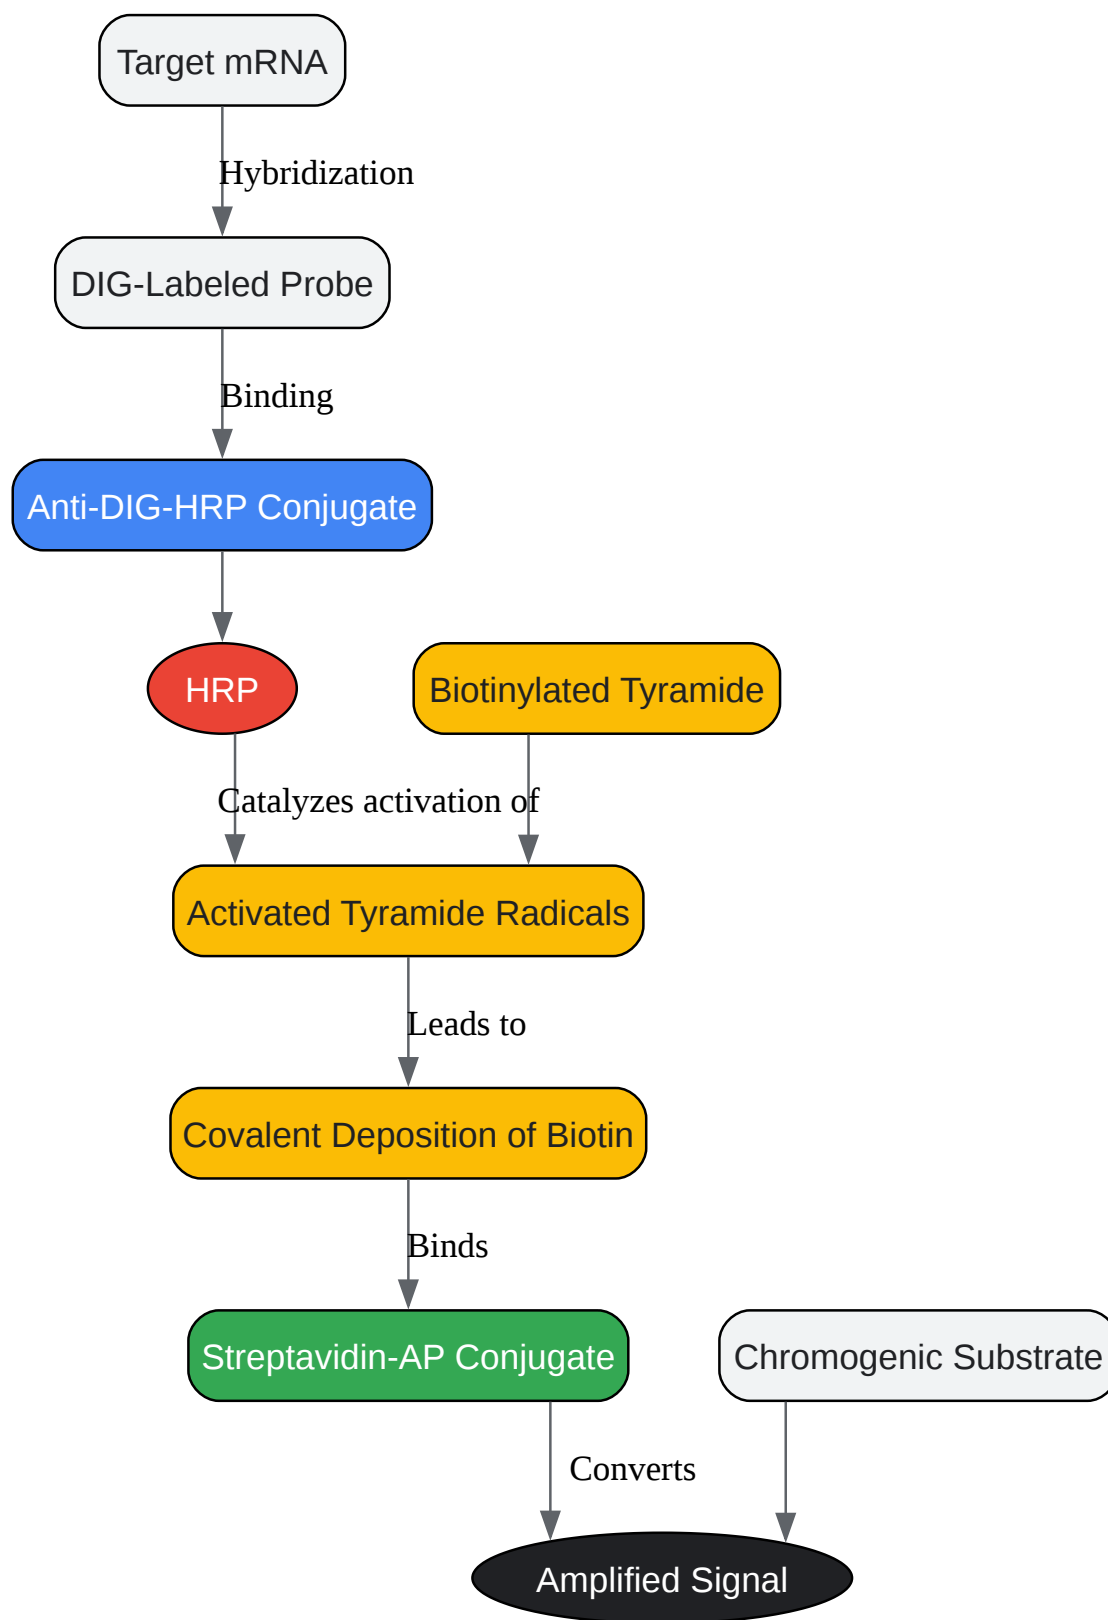 Target mRNA
Hybridization
DIG-Labeled Probe
Binding
Anti-DIG-HRP Conjugate
HRP
Biotinylated Tyramide
Catalyzes activation of
Activated Tyramide Radicals
Leads to
Covalent Deposition of Biotin
Binds
Streptavidin-AP Conjugate
Chromogenic Substrate
Converts
Amplified Signal